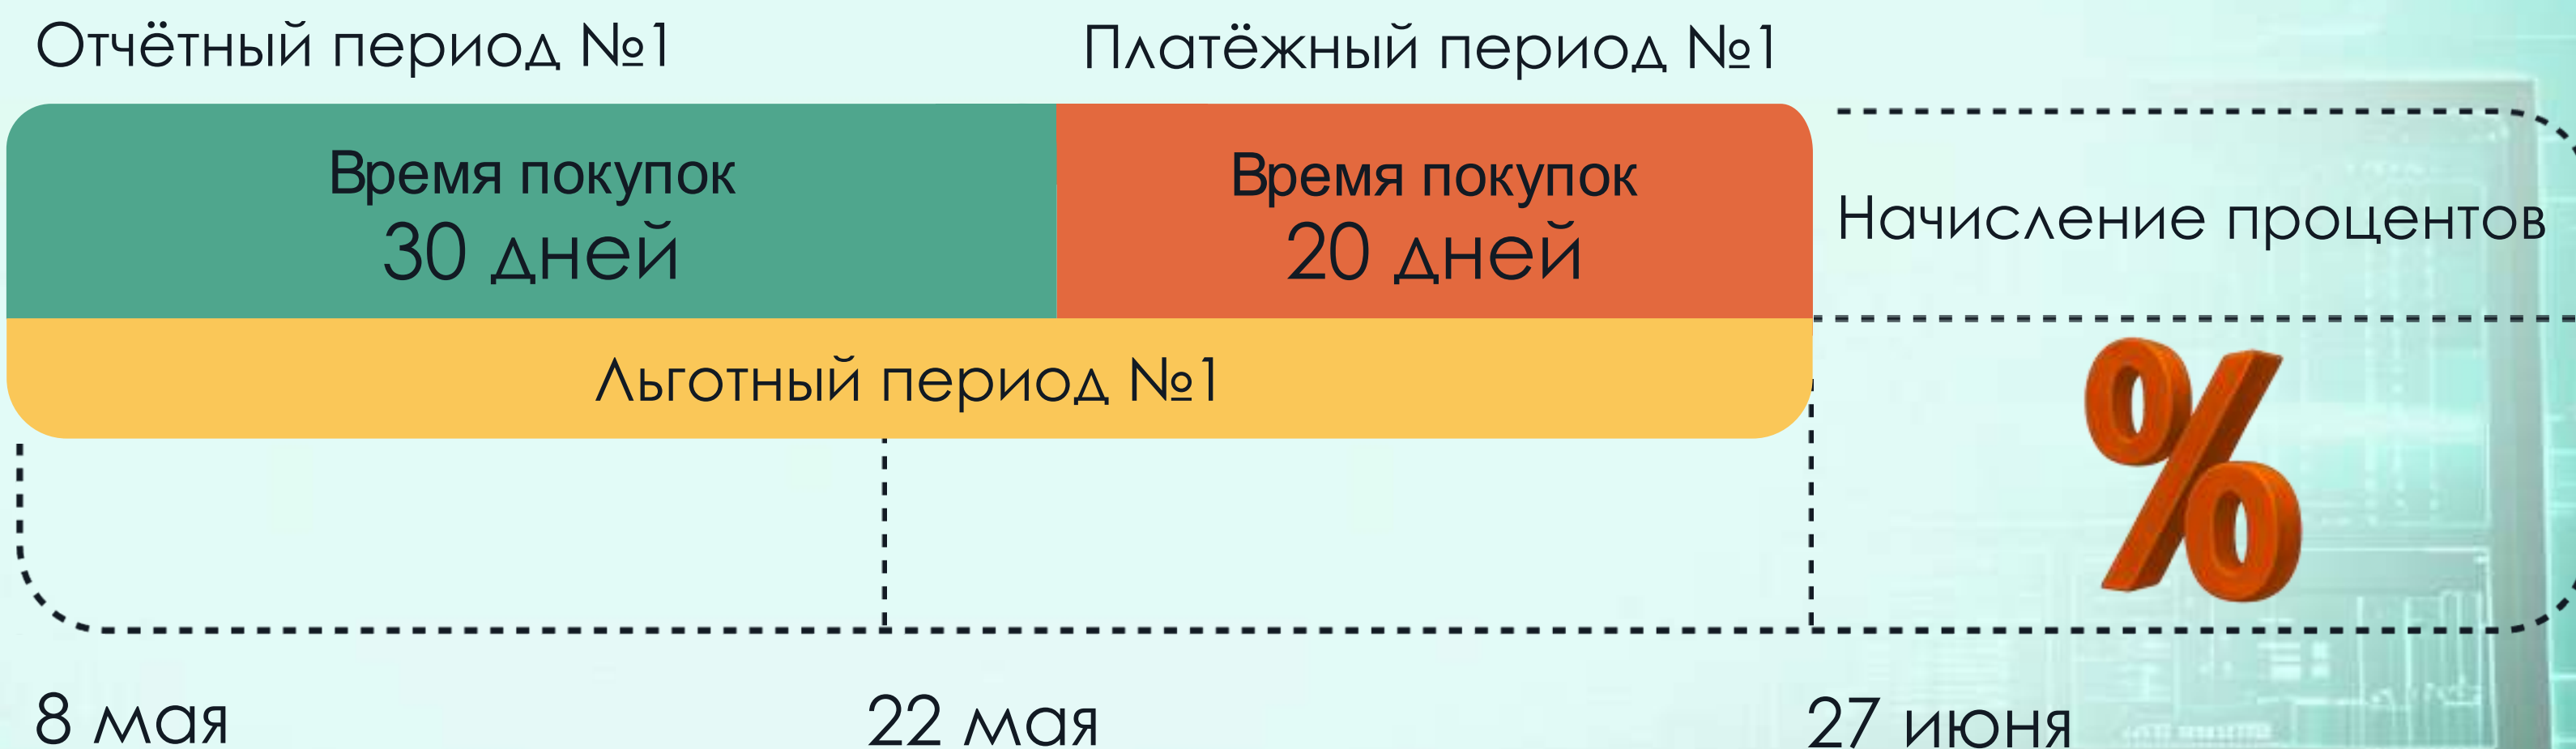 Отчётный период №1
Платёжный период №1
Время покупок
30 дней
Время покупок
20 дней
Начисление процентов
Льготный период №1
%
8 мая
22 мая
27 июня